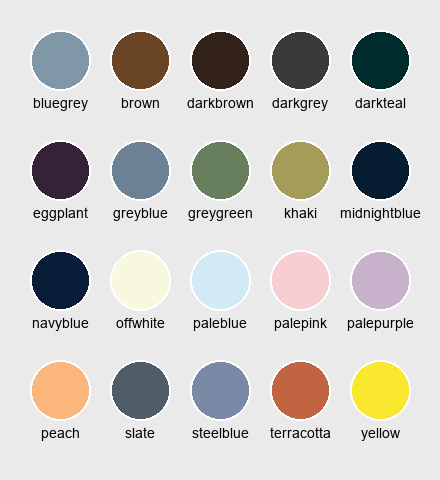 bluegrey brown darkbrown darkgrey darkteal
eggplant greyblue greygreen khaki midnightblue
navyblue offwhite paleblue palepink palepurple
peach slate steelblue terracotta yellow